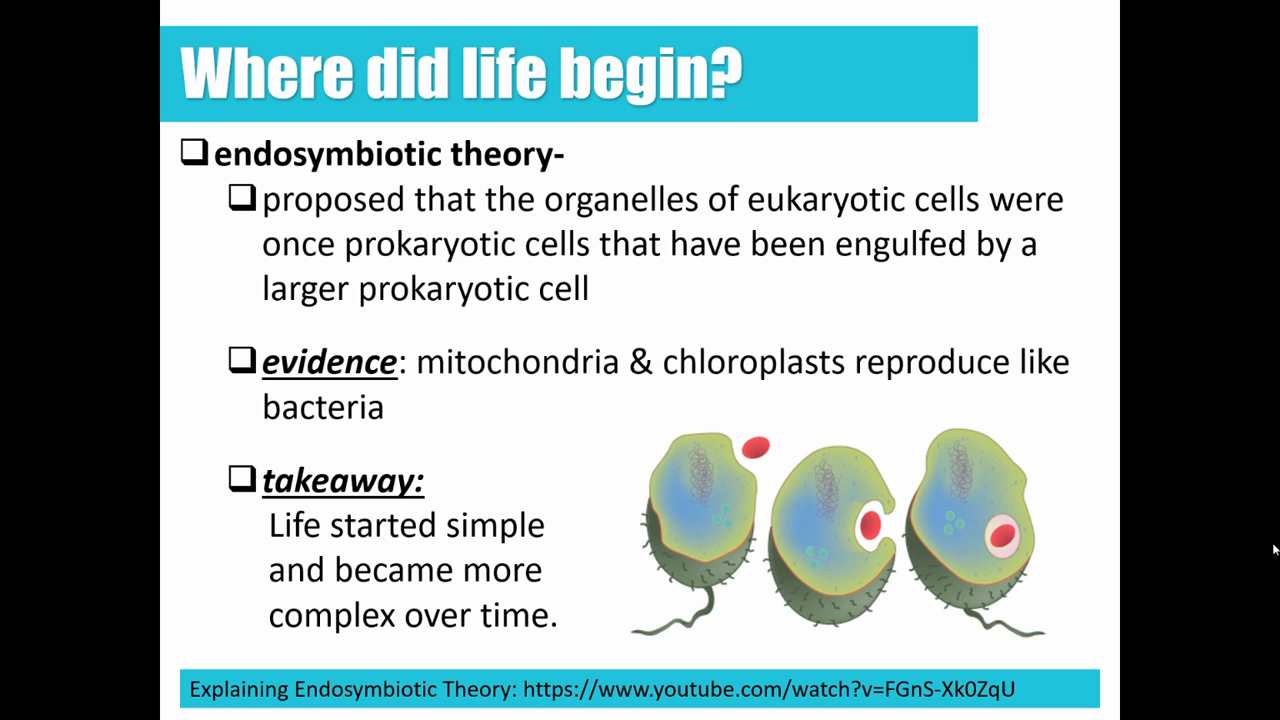 Where did life begin?
endosymbiotic theory-
proposed that the organelles of eukaryotic cells were
once prokaryotic cells that have been engulfed by a
larger prokaryotic cell
evidence: mitochondria & chloroplasts reproduce like
bacteria
takeaway:
Life started simple
and became more
complex over time.
Explaining Endosymbiotic Theory: https://www.youtube.com/watch?v=FGnS-Xk0ZqU